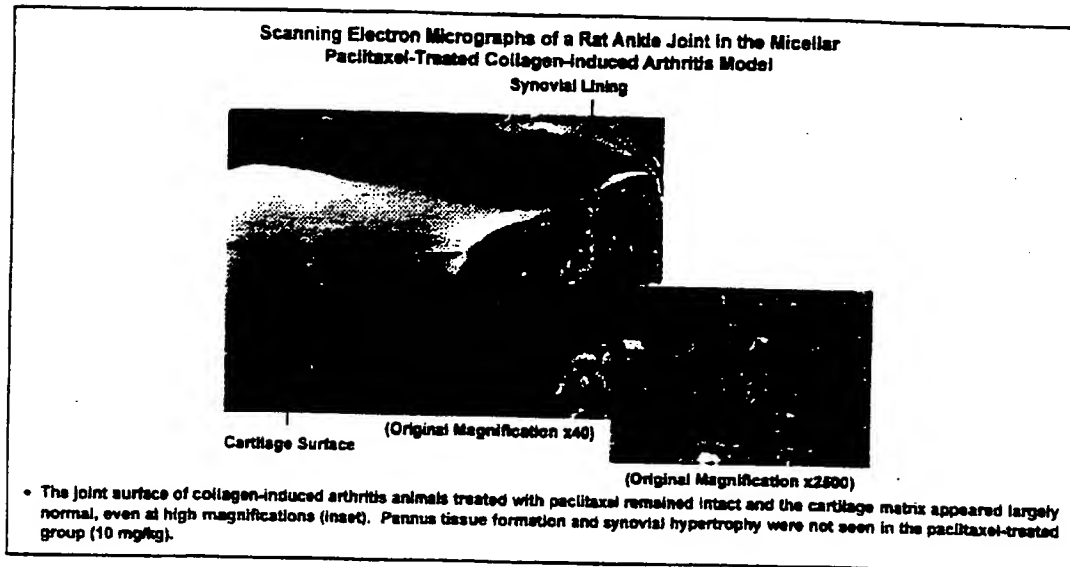 Scanning Electron Micrographs of a Rat Ankle Joint in the Micellar
Paclitaxel-Treated Collagen-Induced Arthritis Model
Synovial Lining
(Original Magnification x40)
Cartilage Surface
(Original Magnification x2500)
• The joint surface of collagen-induced arthritis animals treated with paclitaxel remained intact and the cartilage matrix appeared largely
normal, even at high magnifications (inset). Pannus tissue formation and synovial hypertrophy were not seen in the paclitaxel-treated
group (10 mg/kg).